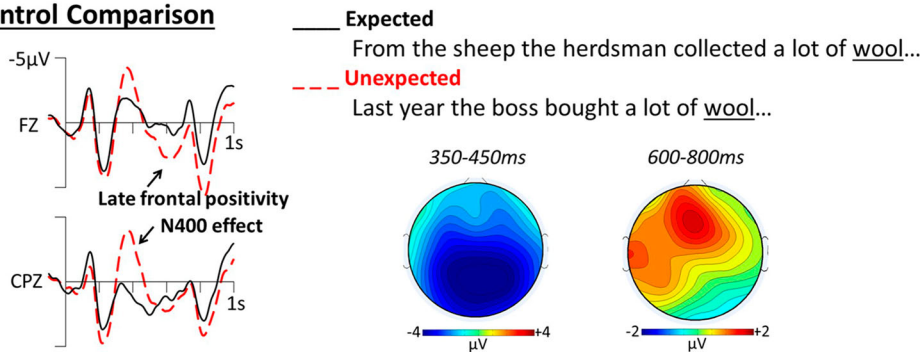 ntrol Comparison
Expected
From the sheep the herdsman collected a lot of wool...
Unexpected
Last year the boss bought a lot of wool...
-5µV
FZ
1s
Late frontal positivity
N400 effect
CPZ
1s
350-450ms
600-800ms
-4
+4
µV
-2
+2
µV